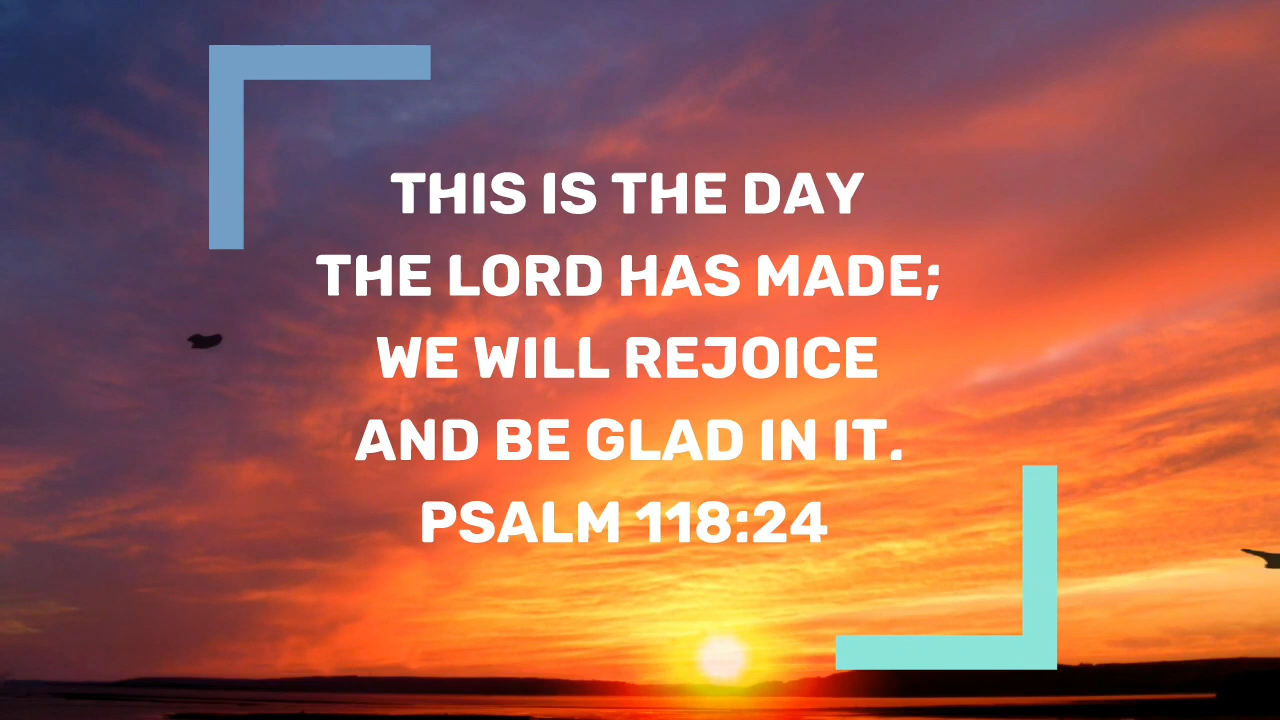 THIS IS THE DAY
THE LORD HAS MADE;
WE WILL REJOICE
AND BE GLAD IN IT.
PSALM 118:24